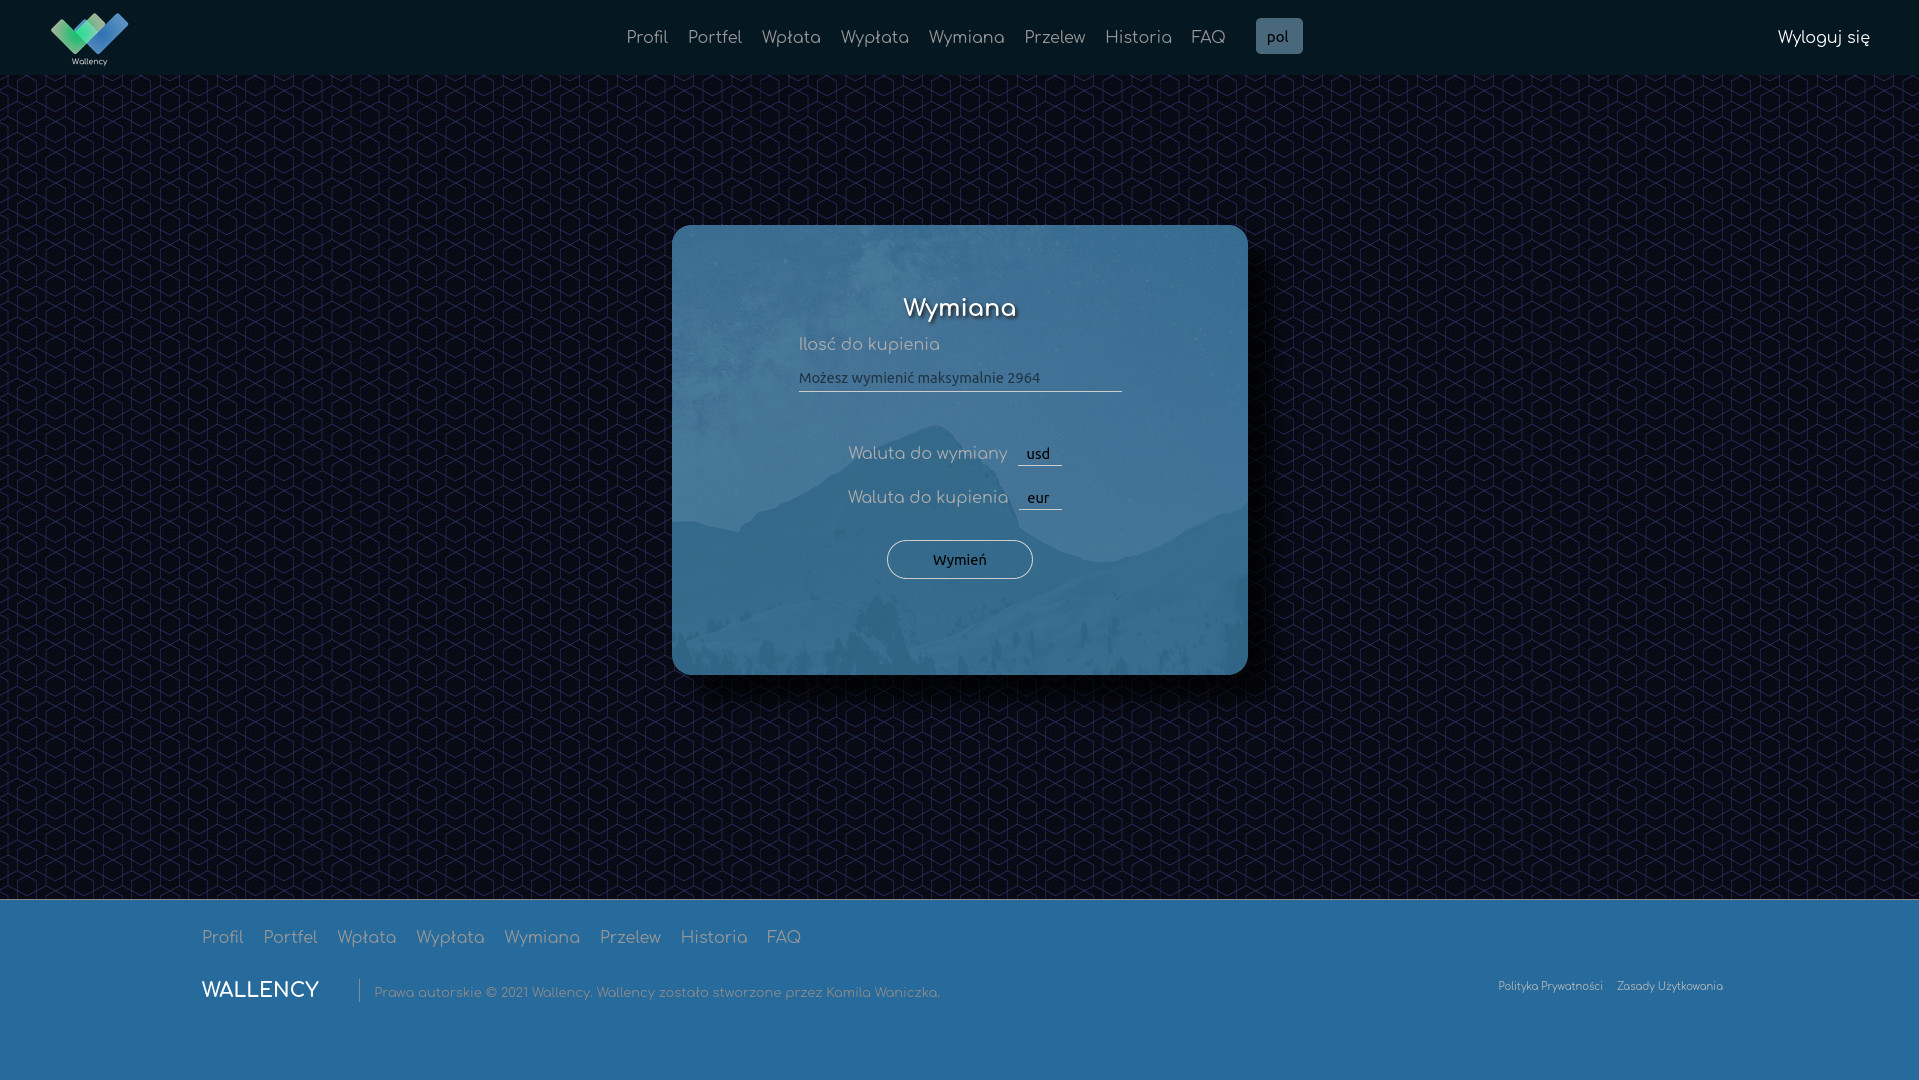 Wallency
Profil Portfel Wpłata Wypłata Wymiana Przelew Historia FAQ pol
Wyloguj się
Wymiana
Ilosć do kupienia
Możesz wymienić maksymalnie 2964
Waluta do wymiany usd
Waluta do kupienia eur
Wymień
Profil Portfel Wpłata Wypłata Wymiana Przelew Historia FAQ
WALLENCY
Prawa autorskie © 2021 Wallency. Wallency zostało stworzone przez Kamila Waniczka.
Polityka Prywatności Zasady Użytkowania